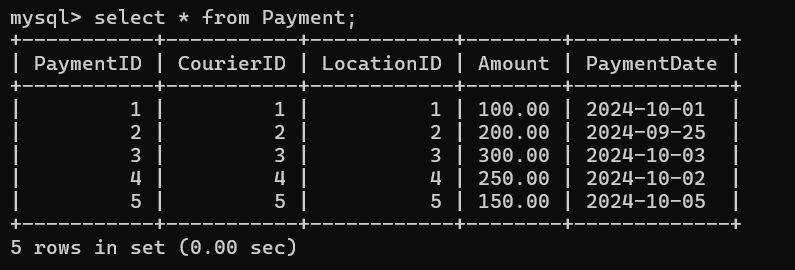 mysql> select * from Payment;
+-----------+-----------+------------+--------+-------------+
| PaymentID | CourierID | LocationID | Amount | PaymentDate |
+-----------+-----------+------------+--------+-------------+
|         1 |         1 |          1 | 100.00 | 2024-10-01  |
|         2 |         2 |          2 | 200.00 | 2024-09-25  |
|         3 |         3 |          3 | 300.00 | 2024-10-03  |
|         4 |         4 |          4 | 250.00 | 2024-10-02  |
|         5 |         5 |          5 | 150.00 | 2024-10-05  |
+-----------+-----------+------------+--------+-------------+
5 rows in set (0.00 sec)